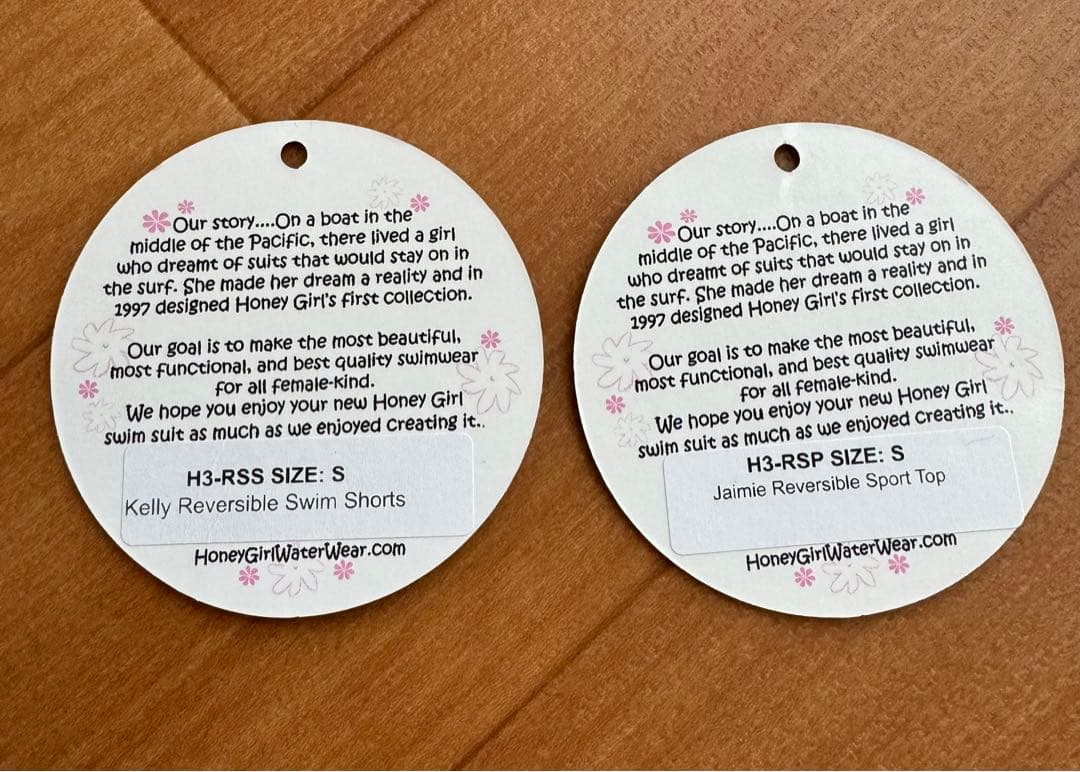 Our story....On a boat in the
middle of the Pacific, there lived a girl
who dreamt of suits that would stay on in
the surf. She made her dream a reality and in
1997 designed Honey Girl's first collection.
Our goal is to make the most beautiful,
most functional, and best quality swimwear
for all female-kind.
We hope you enjoy your new Honey Girl
swim suit as much as we enjoyed creating it..
H3-RSS SIZE: S
Kelly Reversible Swim Shorts
HoneyGirlWaterWear.com
Our story....On a boat in the
middle of the Pacific, there lived a girl
who dreamt of suits that would stay on in
the surf. She made her dream a reality and in
1997 designed Honey Girl's first collection.
Our goal is to make the most beautiful,
most functional, and best quality swimwear
for all female-kind.
We hope you enjoy your new Honey Girl
swim suit as much as we enjoyed creating it..
H3-RSP SIZE: S
Jaimie Reversible Sport Top
HoneyGirlWaterWear.com